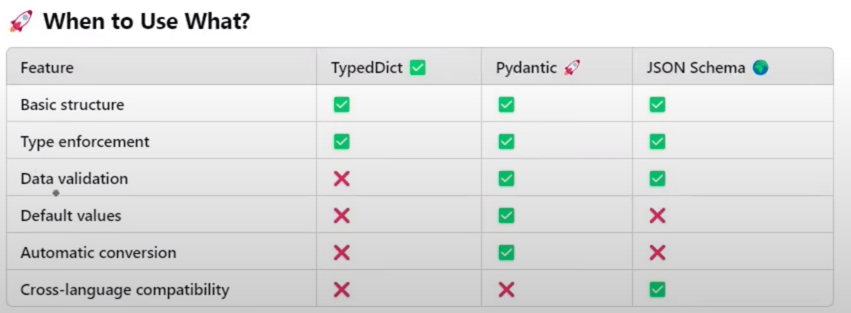 🚀 When to Use What?
Feature TypedDict ✅ Pydantic 🚀 JSON Schema 🌍
Basic structure ✅ ✅ ✅
Type enforcement ✅ ✅ ✅
Data validation ❌ ✅ ✅
Default values ❌ ✅ ❌
Automatic conversion ❌ ✅ ❌
Cross-language compatibility ❌ ❌ ✅